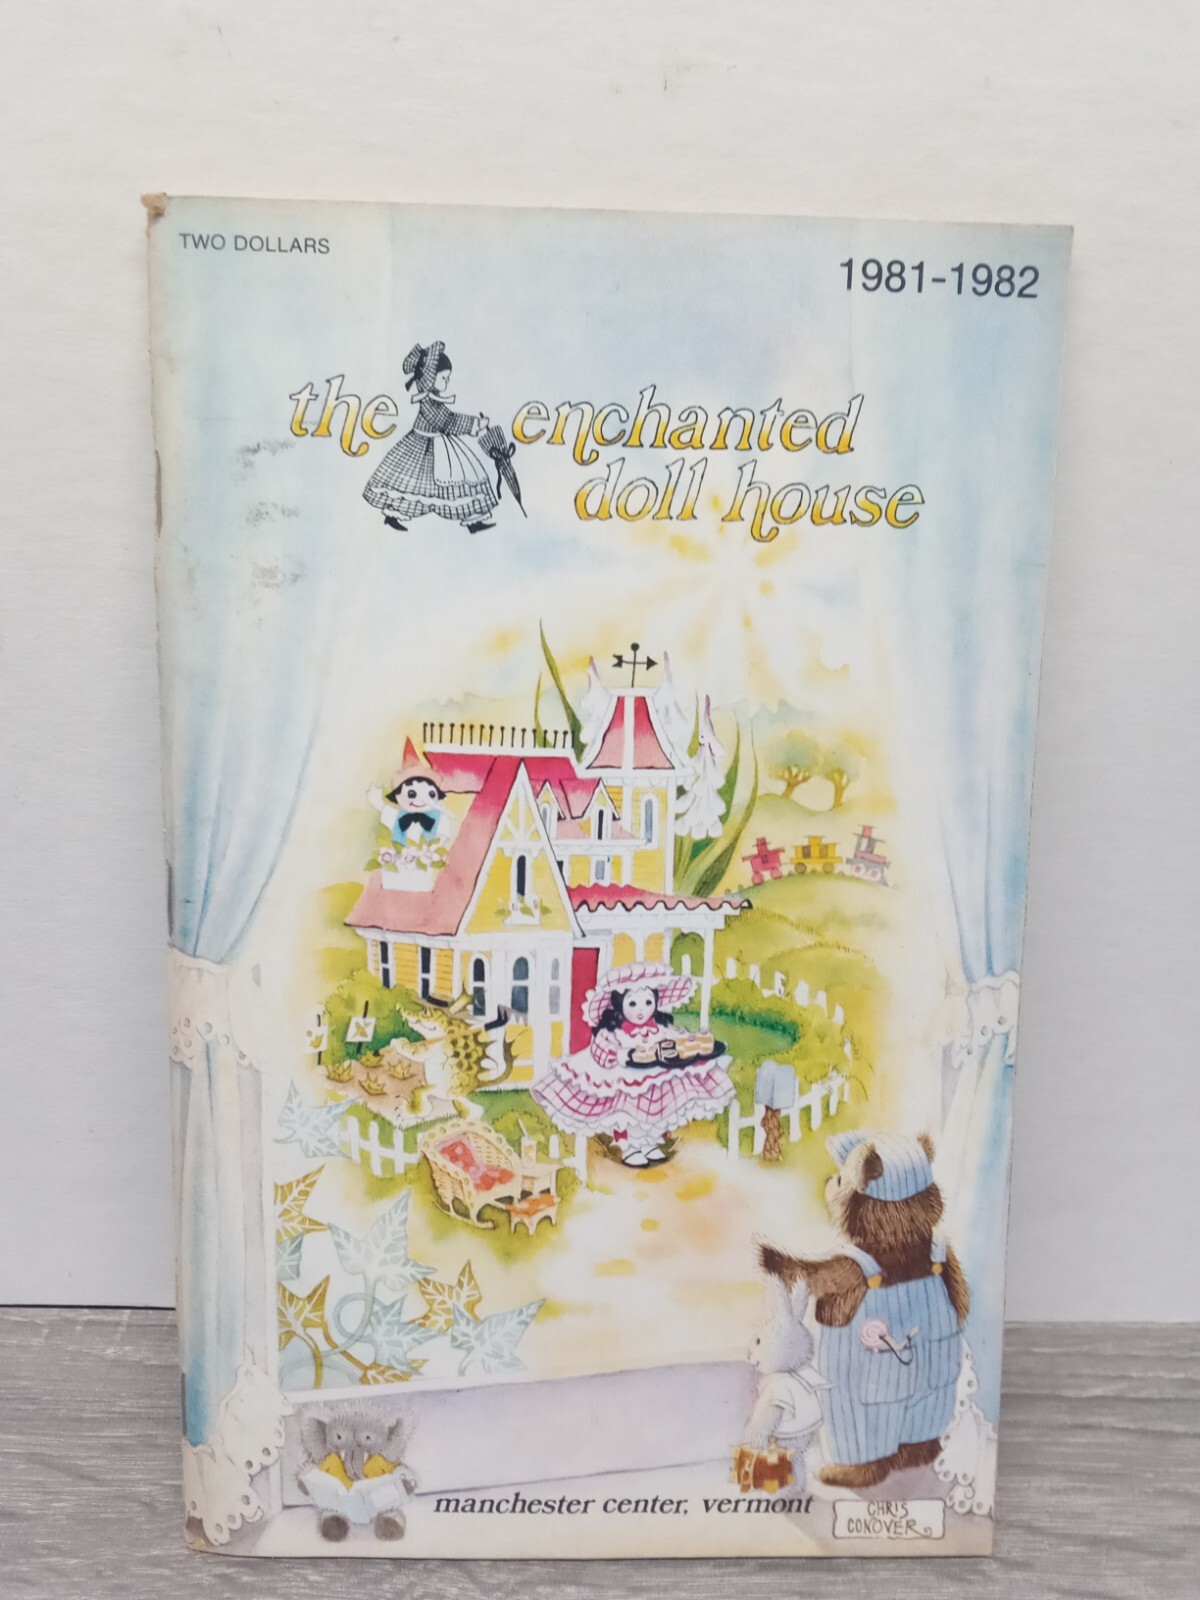 TWO DOLLARS
1981-1982
the enchanted
doll house
manchester center, vermont
CHRIS
CONOVER